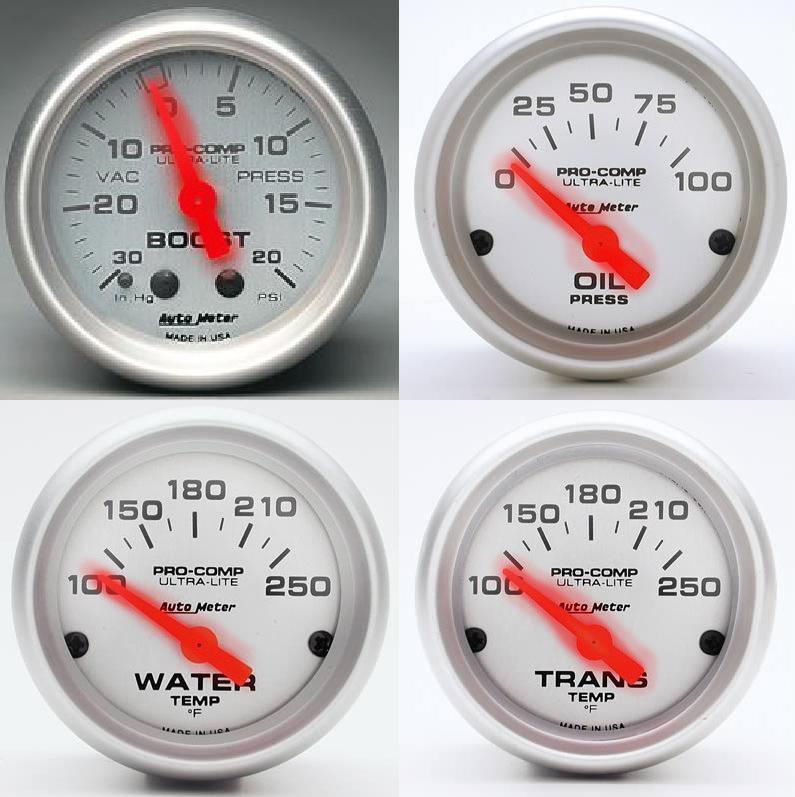 0 5
10 10
PRO-COMP
ULTRA-LITE
VAC PRESS
20 15
BOOST
30 20
In. Hg PSI
Auto Meter
MADE IN USA
25 50 75
0 100
PRO-COMP
ULTRA-LITE
Auto Meter
OIL
PRESS
MADE IN USA
150 180 210
100 250
PRO-COMP
ULTRA-LITE
Auto Meter
WATER
TEMP
°F
MADE IN USA
150 180 210
100 250
PRO-COMP
ULTRA-LITE
Auto Meter
TRANS
TEMP
°F
MADE IN USA